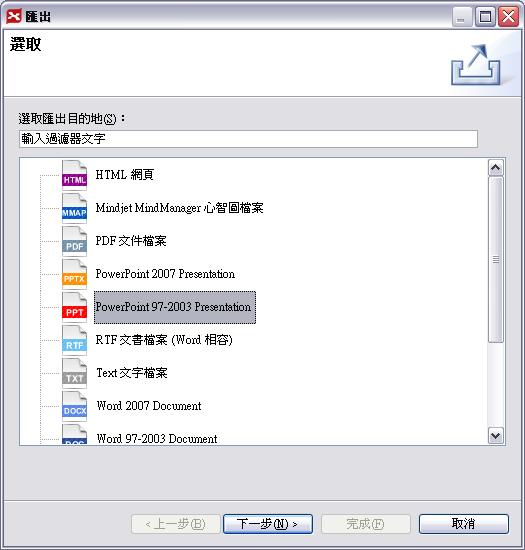 匯出
選取
選取匯出目的地(S)：
輸入過濾器文字
HTML HTML 網頁
MMAP Mindjet MindManager 心智圖檔案
PDF PDF 文件檔案
PPTX PowerPoint 2007 Presentation
PPT PowerPoint 97-2003 Presentation
RTF RTF 文書檔案 (Word 相容)
TXT Text 文字檔案
DOCX Word 2007 Document
DOC Word 97-2003 Document
< 上一步(B) 下一步(N) > 完成(F) 取消